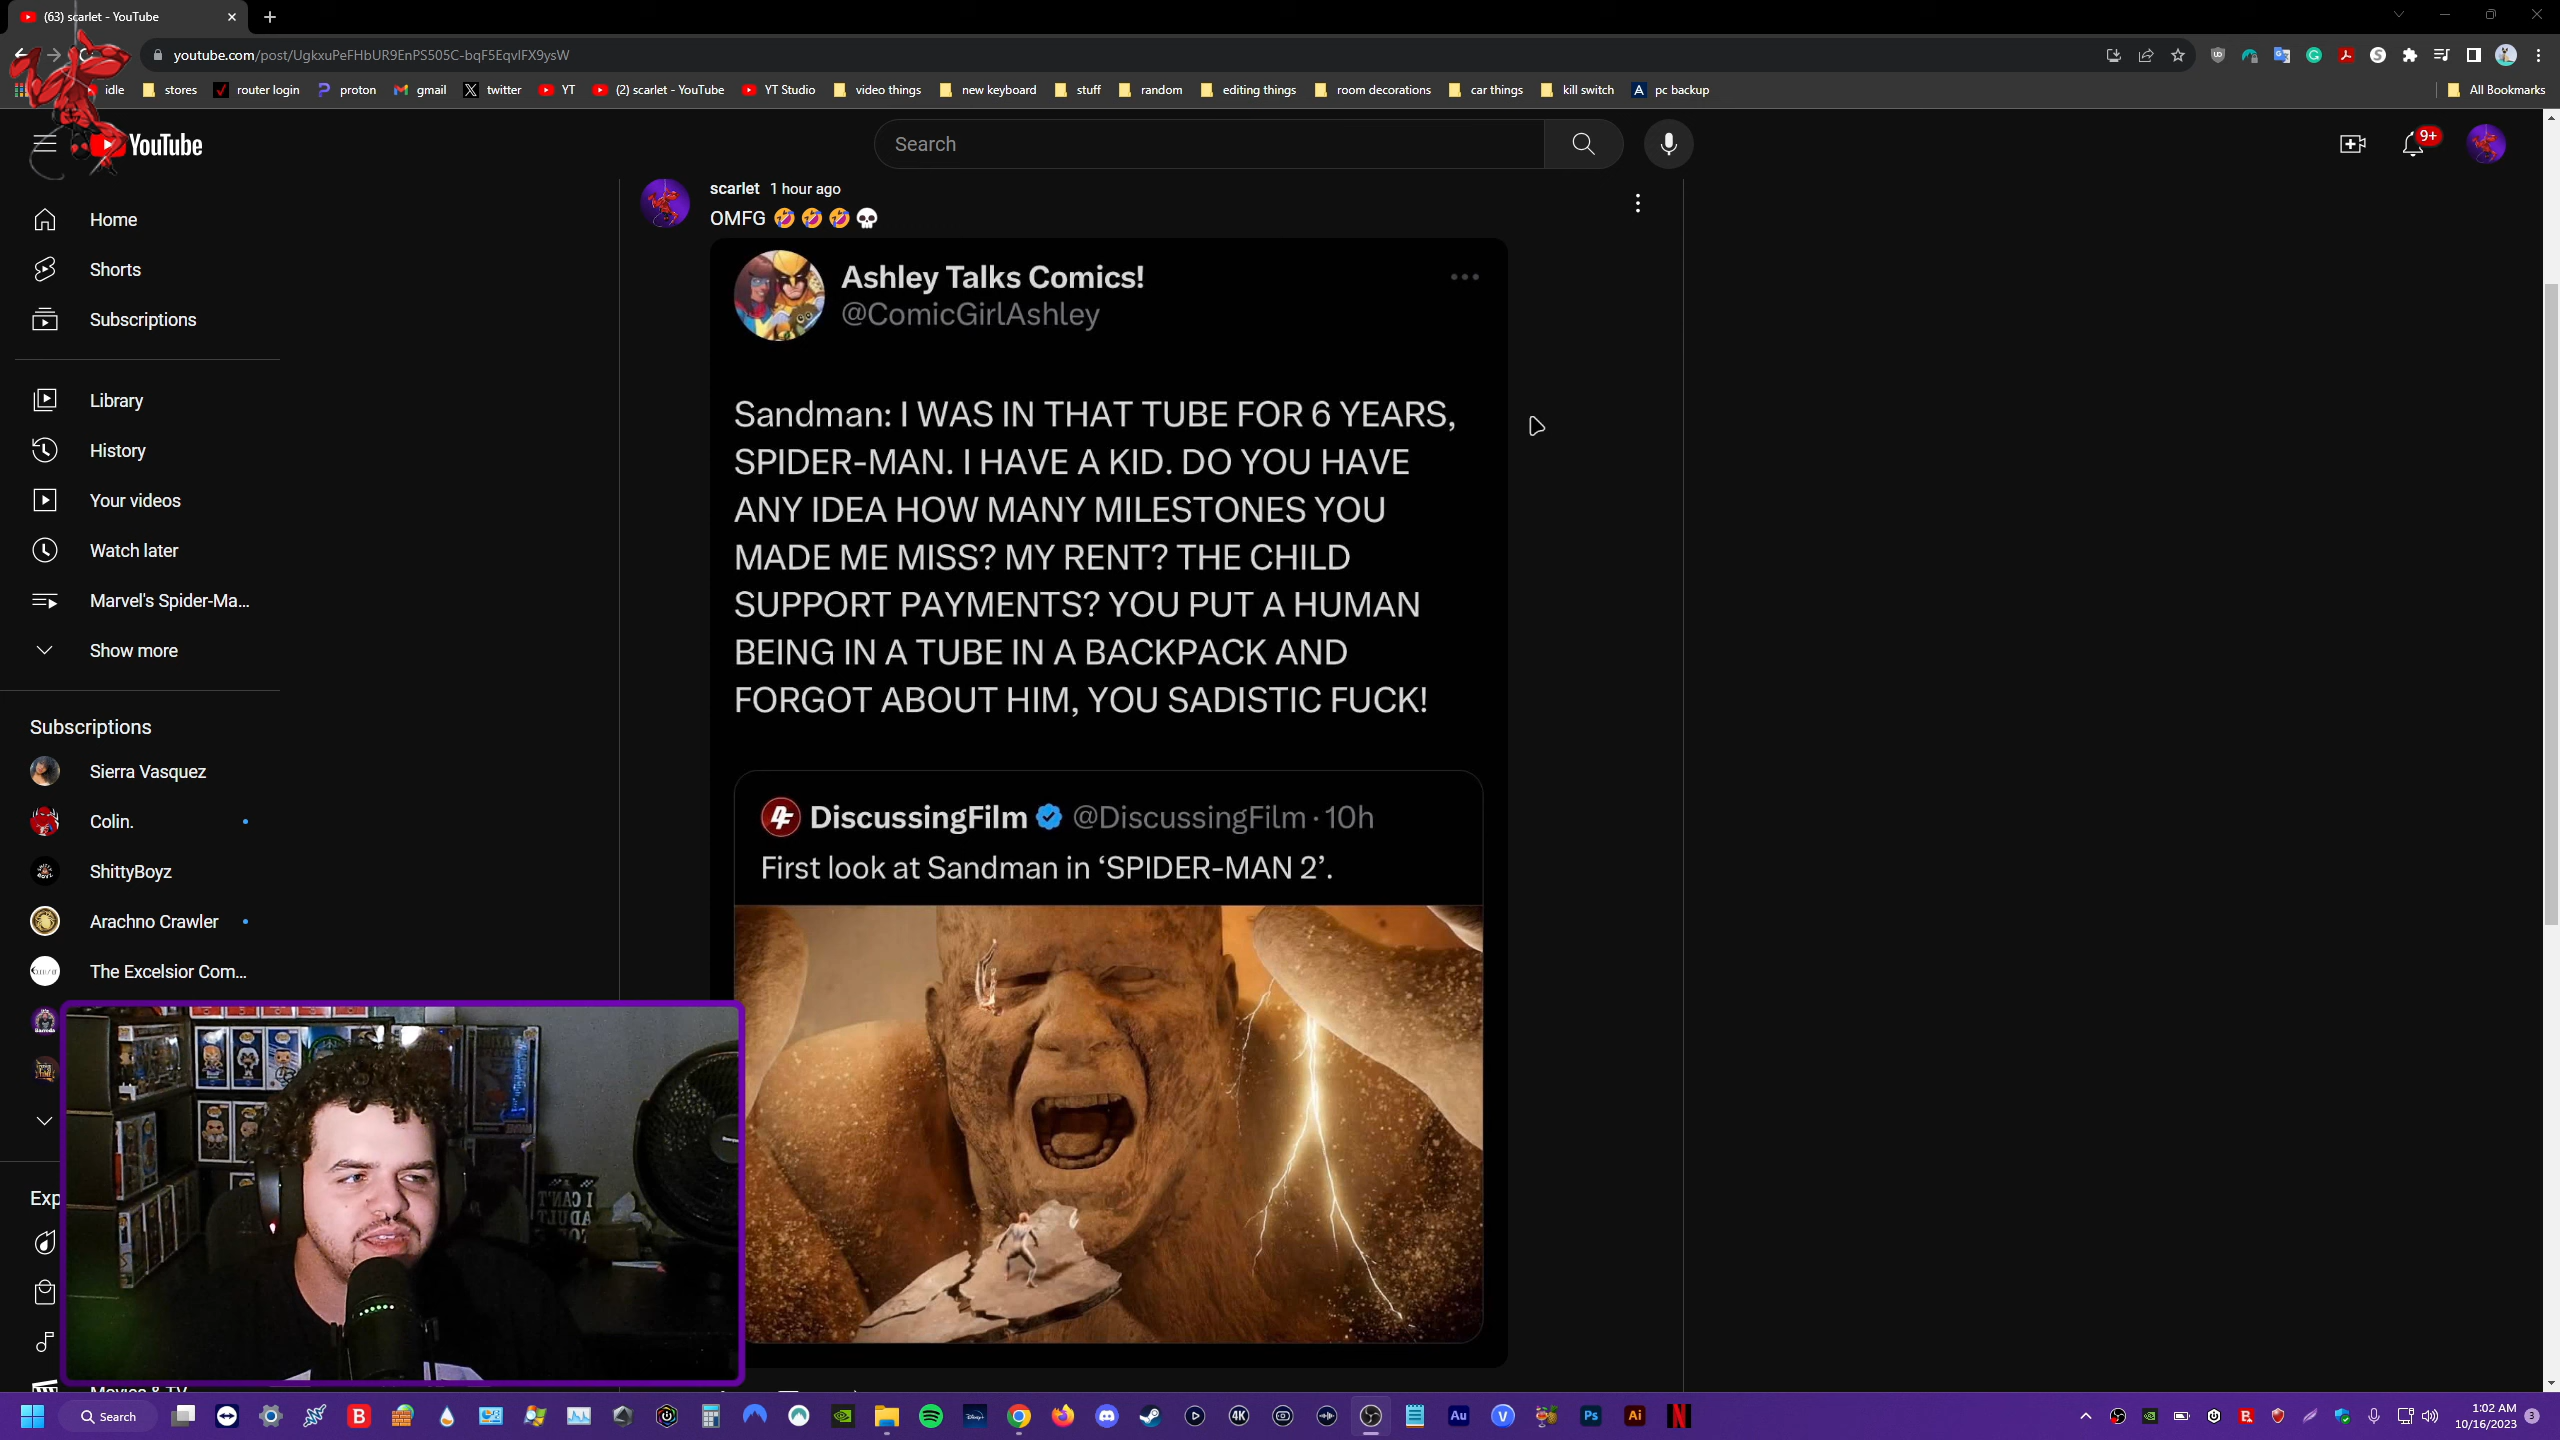 (63) scarlet - YouTube
youtube.com/post/UgkxuPeFHbUR9EnPS505C-bqF5EqvIFX9ysW
idle stores router login proton gmail twitter YT (2) scarlet - YouTube YT Studio video things new keyboard stuff random editing things room decorations car things kill switch pc backup All Bookmarks
YouTube
Search
9+
Home
Shorts
Subscriptions
Library
History
Your videos
Watch later
Marvel's Spider-Ma...
Show more
Subscriptions
Sierra Vasquez
Colin.
ShittyBoyz
Arachno Crawler
The Excelsior Com...
Exp
scarlet 1 hour ago
OMFG 🤣🤣🤣💀
Ashley Talks Comics!
@ComicGirlAshley
Sandman: I WAS IN THAT TUBE FOR 6 YEARS,
SPIDER-MAN. I HAVE A KID. DO YOU HAVE
ANY IDEA HOW MANY MILESTONES YOU
MADE ME MISS? MY RENT? THE CHILD
SUPPORT PAYMENTS? YOU PUT A HUMAN
BEING IN A TUBE IN A BACKPACK AND
FORGOT ABOUT HIM, YOU SADISTIC FUCK!
DiscussingFilm @DiscussingFilm · 10h
First look at Sandman in ‘SPIDER-MAN 2’.
Search
1:02 AM
10/16/2023
3